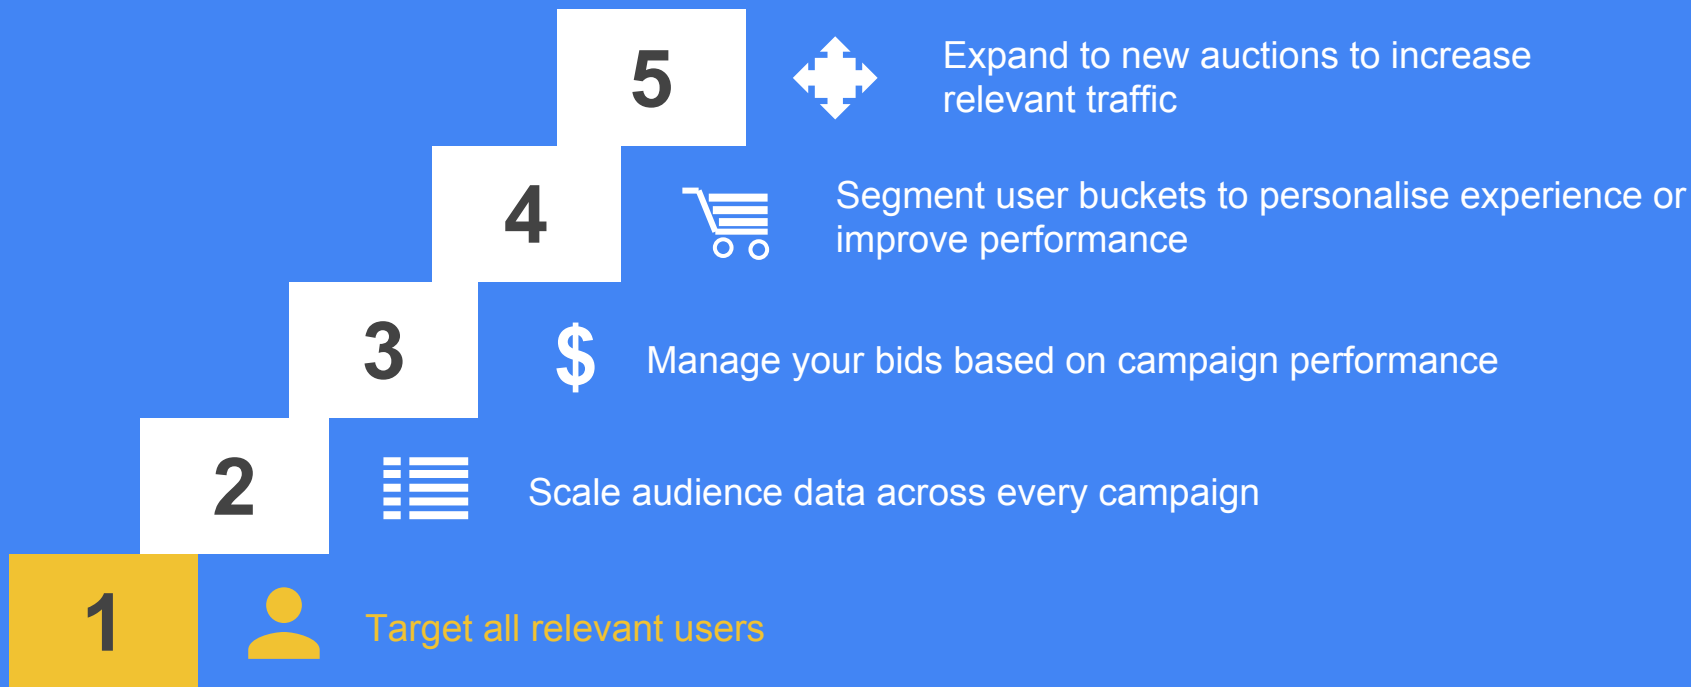 5
Expand to new auctions to increase
relevant traffic
4
Segment user buckets to personalise experience or
improve performance
3
$
Manage your bids based on campaign performance
2
Scale audience data across every campaign
1
Target all relevant users